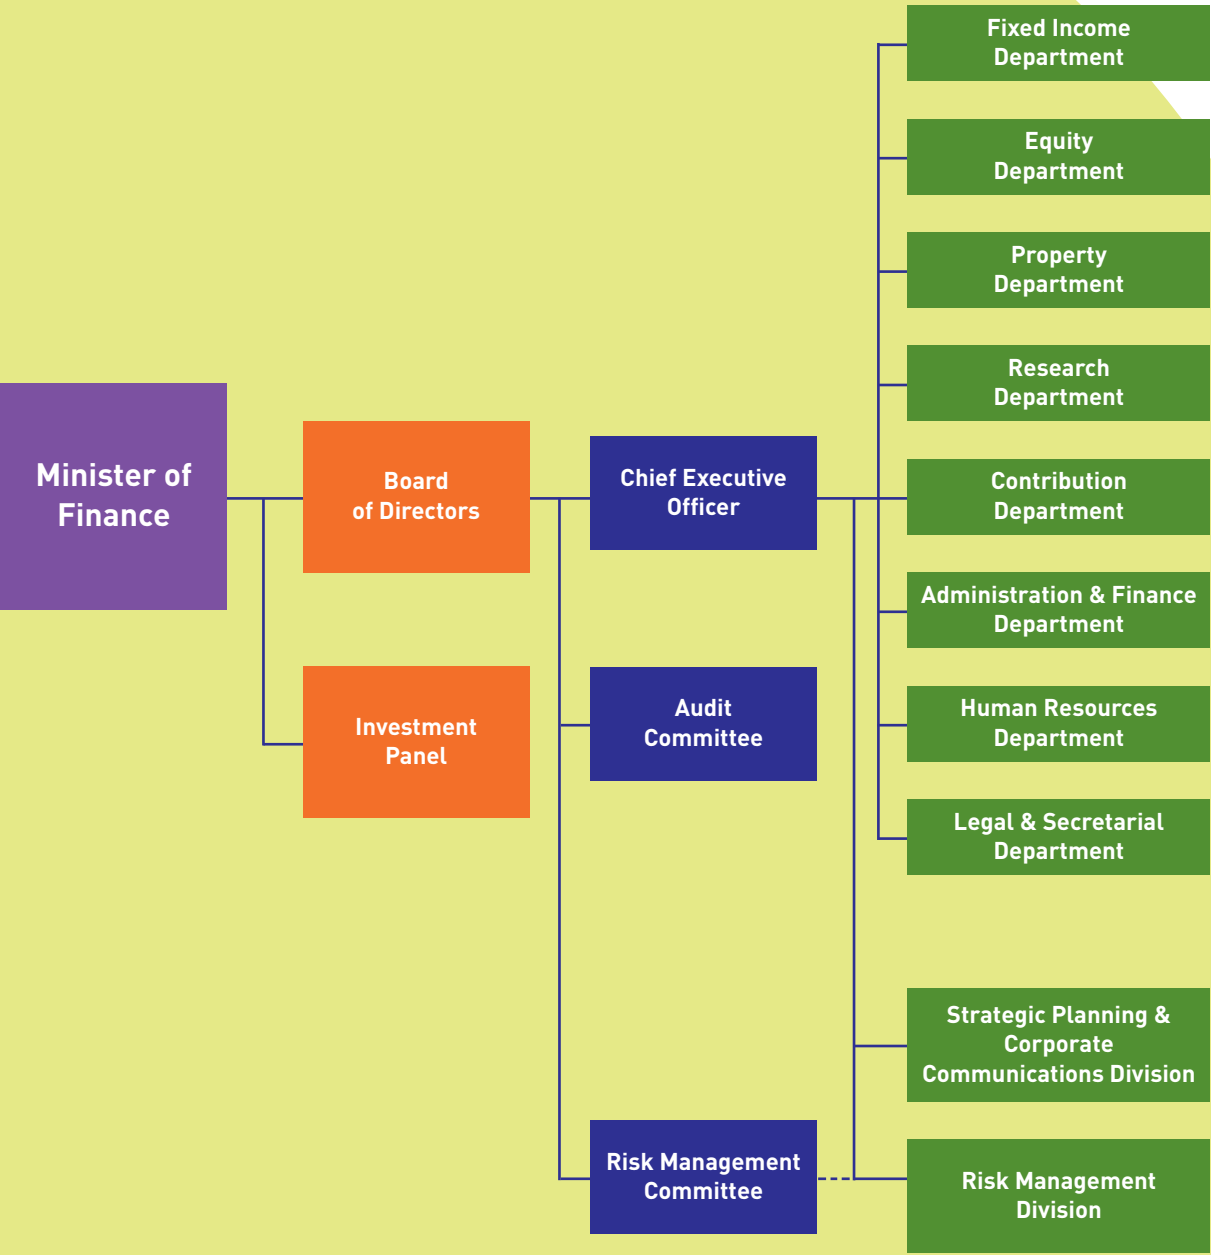 Minister of
Finance
Board
of Directors
Investment
Panel
Chief Executive
Officer
Audit
Committee
Risk Management
Committee
Fixed Income
Department
Equity
Department
Property
Department
Research
Department
Contribution
Department
Administration & Finance
Department
Human Resources
Department
Legal & Secretarial
Department
Strategic Planning &
Corporate
Communications Division
Risk Management
Division